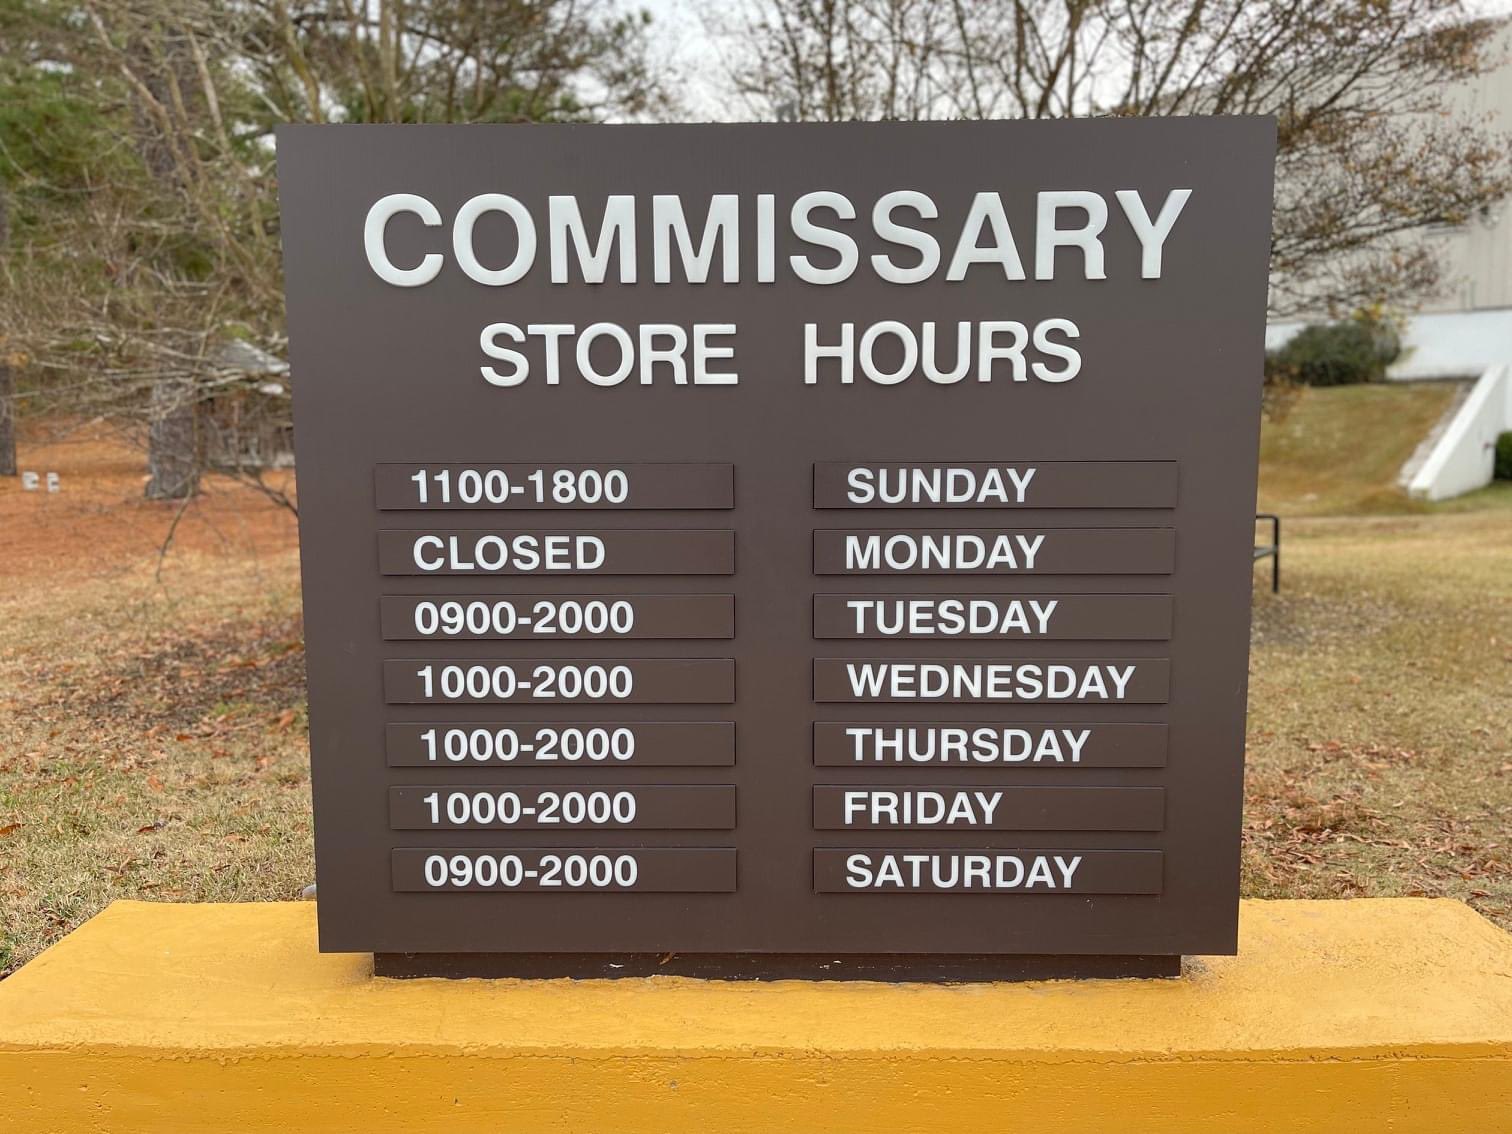 COMMISSARY
STORE HOURS
1100-1800 SUNDAY
CLOSED MONDAY
0900-2000 TUESDAY
1000-2000 WEDNESDAY
1000-2000 THURSDAY
1000-2000 FRIDAY
0900-2000 SATURDAY